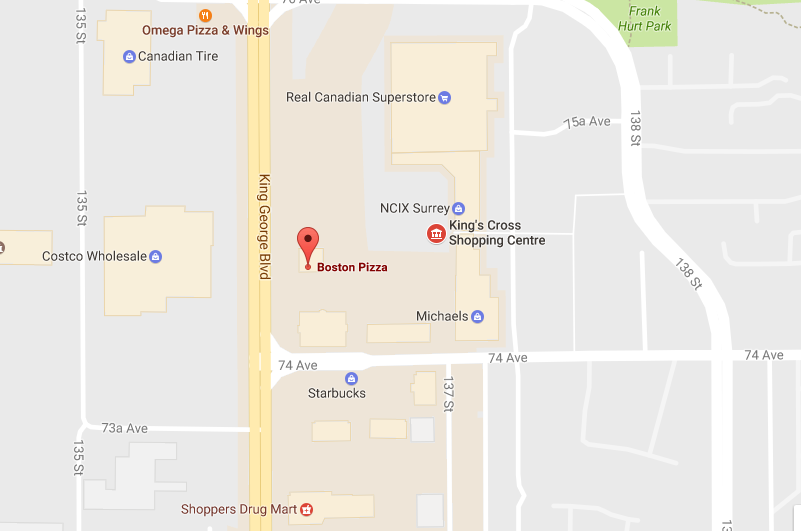 76 Ave
135 St
Frank
Hurt Park
Omega Pizza & Wings
Canadian Tire
Real Canadian Superstore
75a Ave
138 St
135 St
King George Blvd
NCIX Surrey
King's Cross
Shopping Centre
Costco Wholesale
Boston Pizza
138 St
Michaels
74 Ave
74 Ave
74 Ave
Starbucks
137 St
73a Ave
135 St
Shoppers Drug Mart